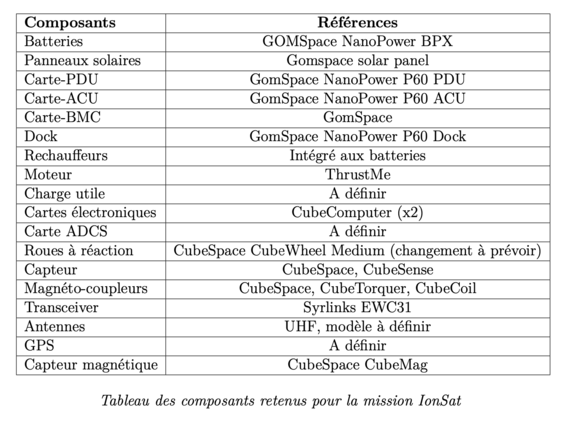 Composants Références
Batteries GOMSpace NanoPower BPX
Panneaux solaires Gomspace solar panel
Carte-PDU GomSpace NanoPower P60 PDU
Carte-ACU GomSpace NanoPower P60 ACU
Carte-BMC GomSpace
Dock GomSpace NanoPower P60 Dock
Rechauffeurs Intégré aux batteries
Moteur ThrustMe
Charge utile A définir
Cartes électroniques CubeComputer (x2)
Carte ADCS A définir
Roues à réaction CubeSpace CubeWheel Medium (changement à prévoir)
Capteur CubeSpace, CubeSense
Magnéto-coupleurs CubeSpace, CubeTorquer, CubeCoil
Transceiver Syrlinks EWC31
Antennes UHF, modèle à définir
GPS A définir
Capteur magnétique CubeSpace CubeMag
Tableau des composants retenus pour la mission IonSat